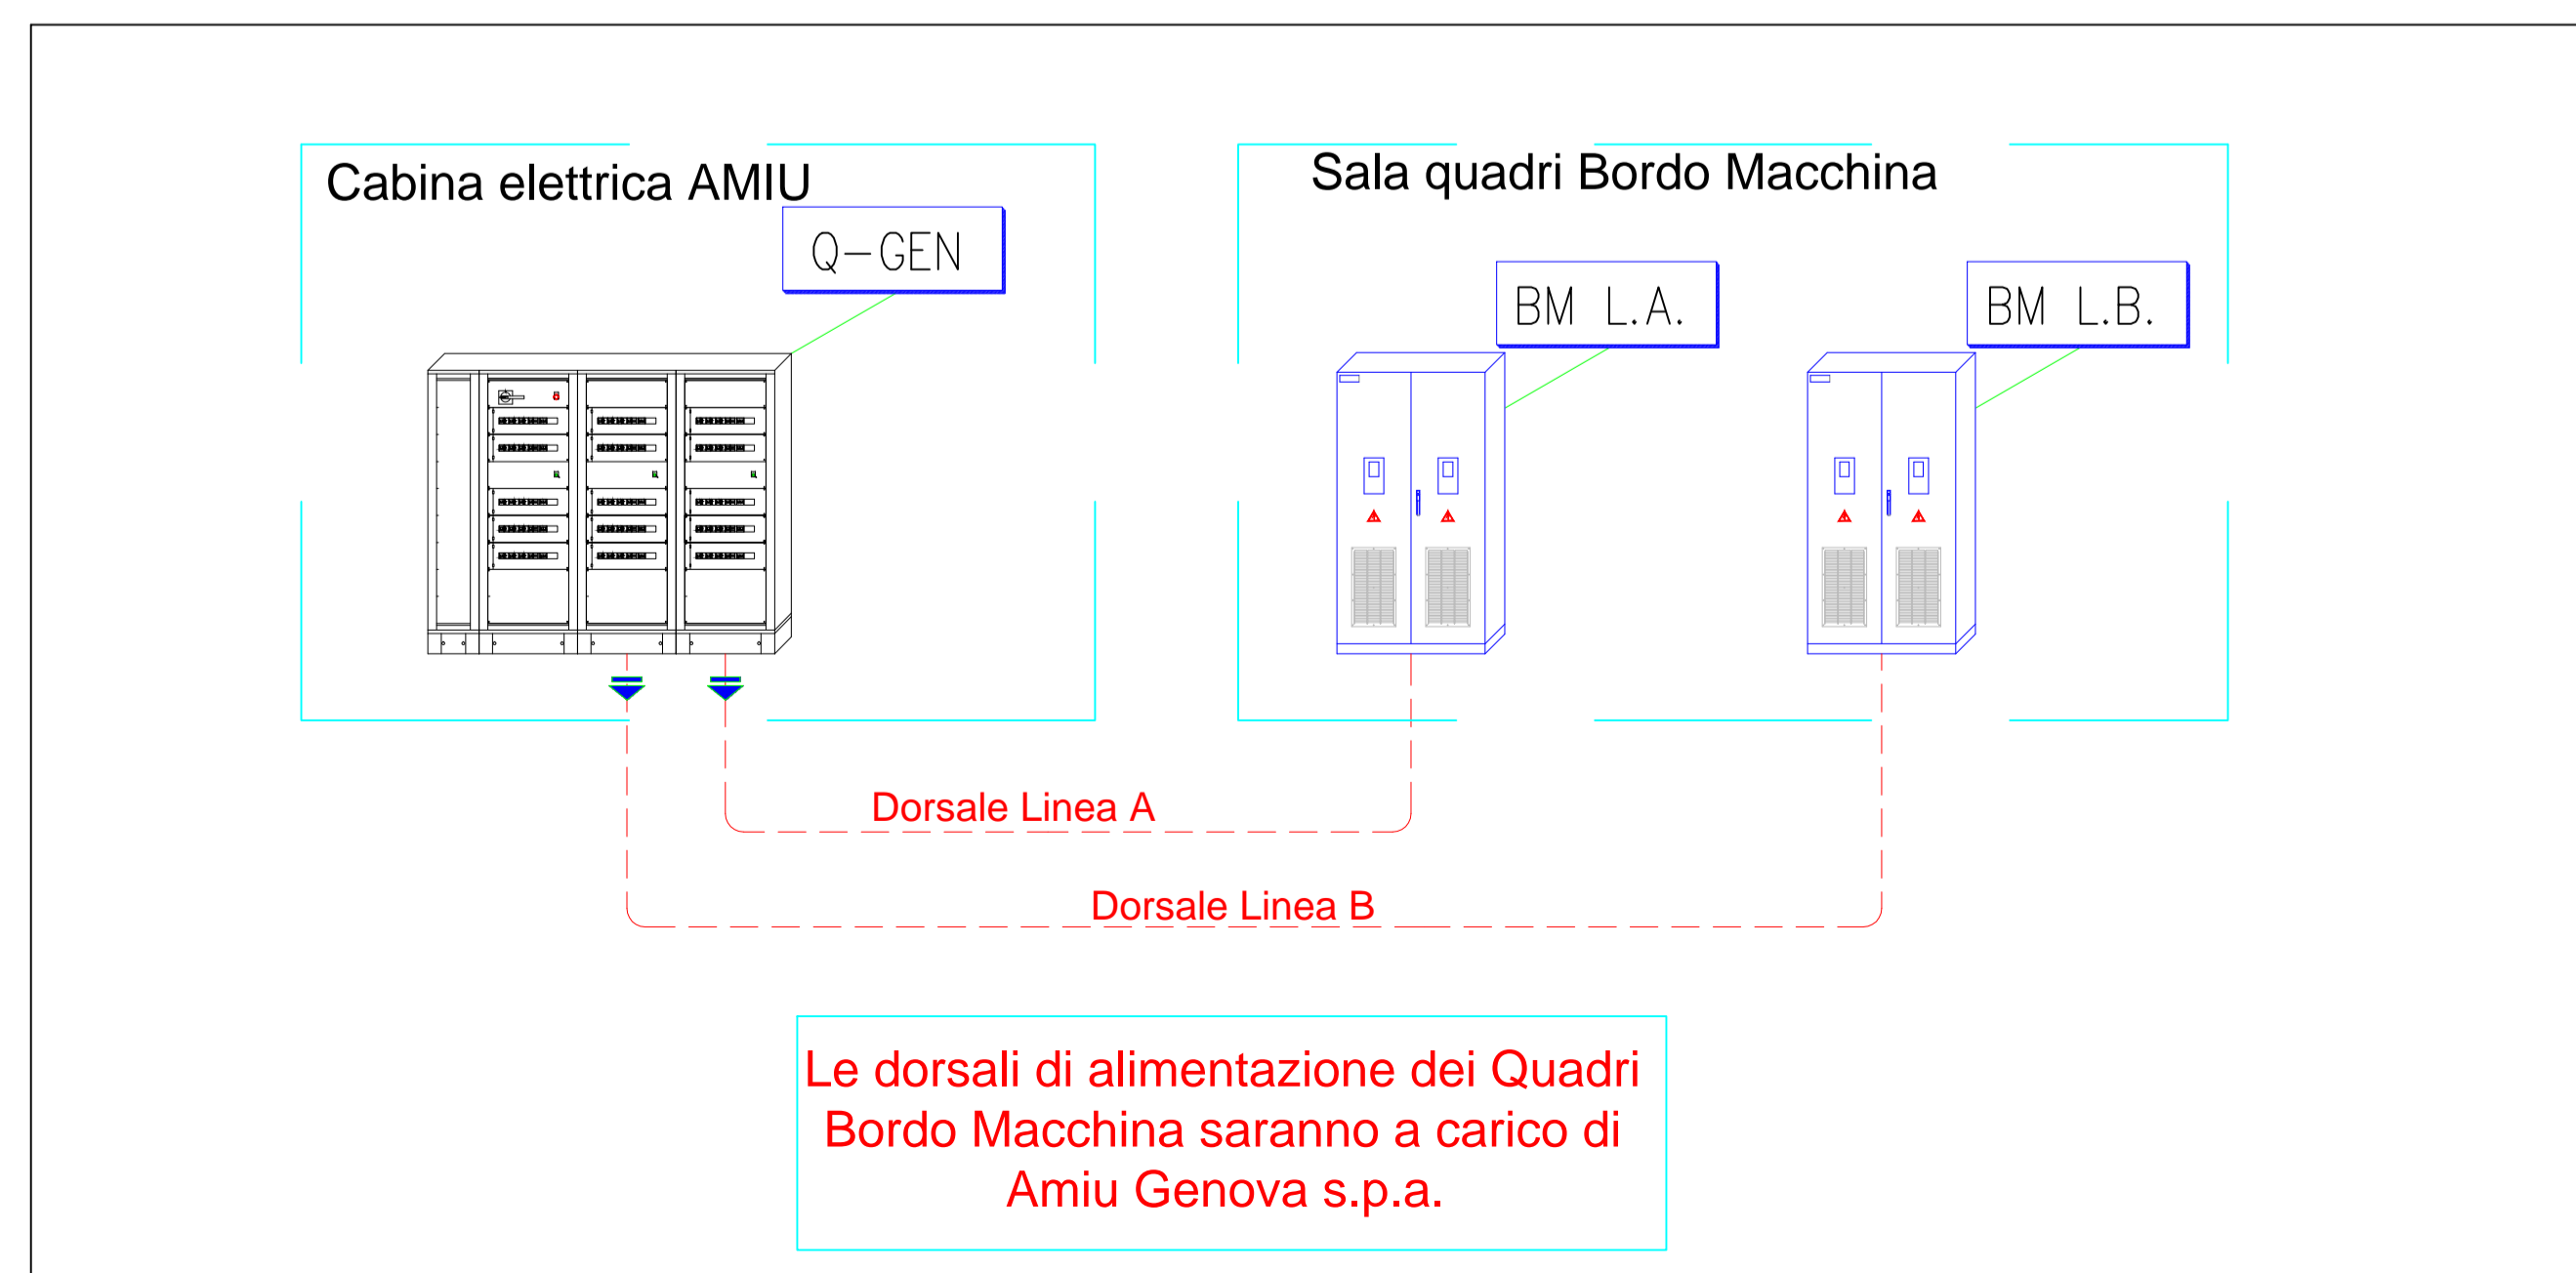 Cabina elettrica AMIU
Sala quadri Bordo Macchina
Q-GEN
BM L.A.
BM L.B.
Dorsale Linea A
Dorsale Linea B
Le dorsali di alimentazione dei Quadri
Bordo Macchina saranno a carico di
Amiu Genova s.p.a.